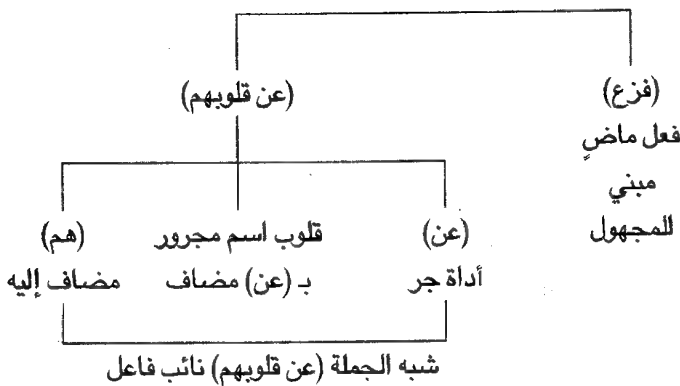 (فزع)
فعل ماضٍ
مبني
للمجهول
(عن قلوبهم)
(عن)
أداة جر
قلوب اسم مجرور
بـ (عن) مضاف
(هم)
مضاف إليه
شبه الجملة (عن قلوبهم) نائب فاعل